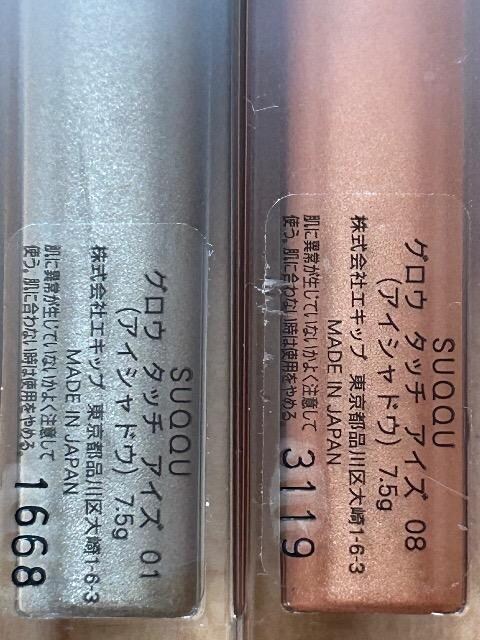 SUQQU
グロウ タッチ アイズ 01
(アイシャドウ) 7.5g
株式会社エキップ 東京都品川区大崎1-6-3
MADE IN JAPAN
肌に異常が生じていないかよく注意して
使う。肌に合わない時は使用をやめる
1668
SUQQU
グロウ タッチ アイズ 08
(アイシャドウ) 7.5g
株式会社エキップ 東京都品川区大崎1-6-3
MADE IN JAPAN
肌に異常が生じていないかよく注意して
使う。肌に合わない時は使用をやめる
31119